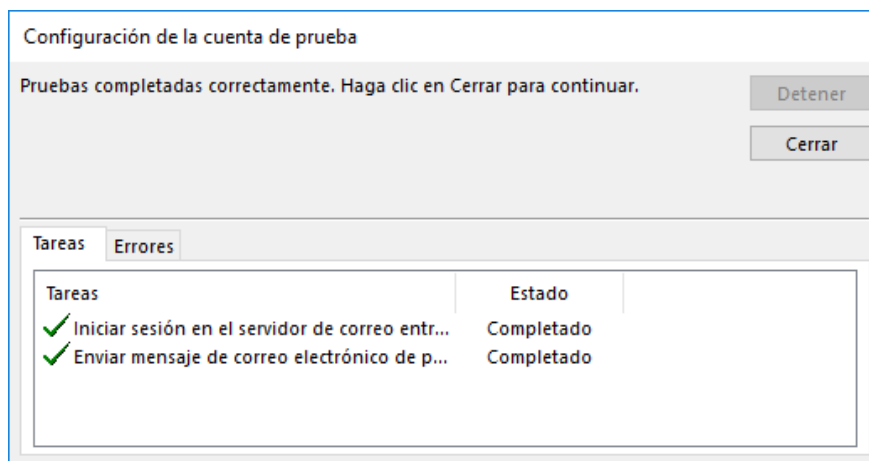 Configuración de la cuenta de prueba
Pruebas completadas correctamente. Haga clic en Cerrar para continuar.
Detener
Cerrar
Tareas Errores
Tareas Estado
Iniciar sesión en el servidor de correo entr... Completado
Enviar mensaje de correo electrónico de p... Completado